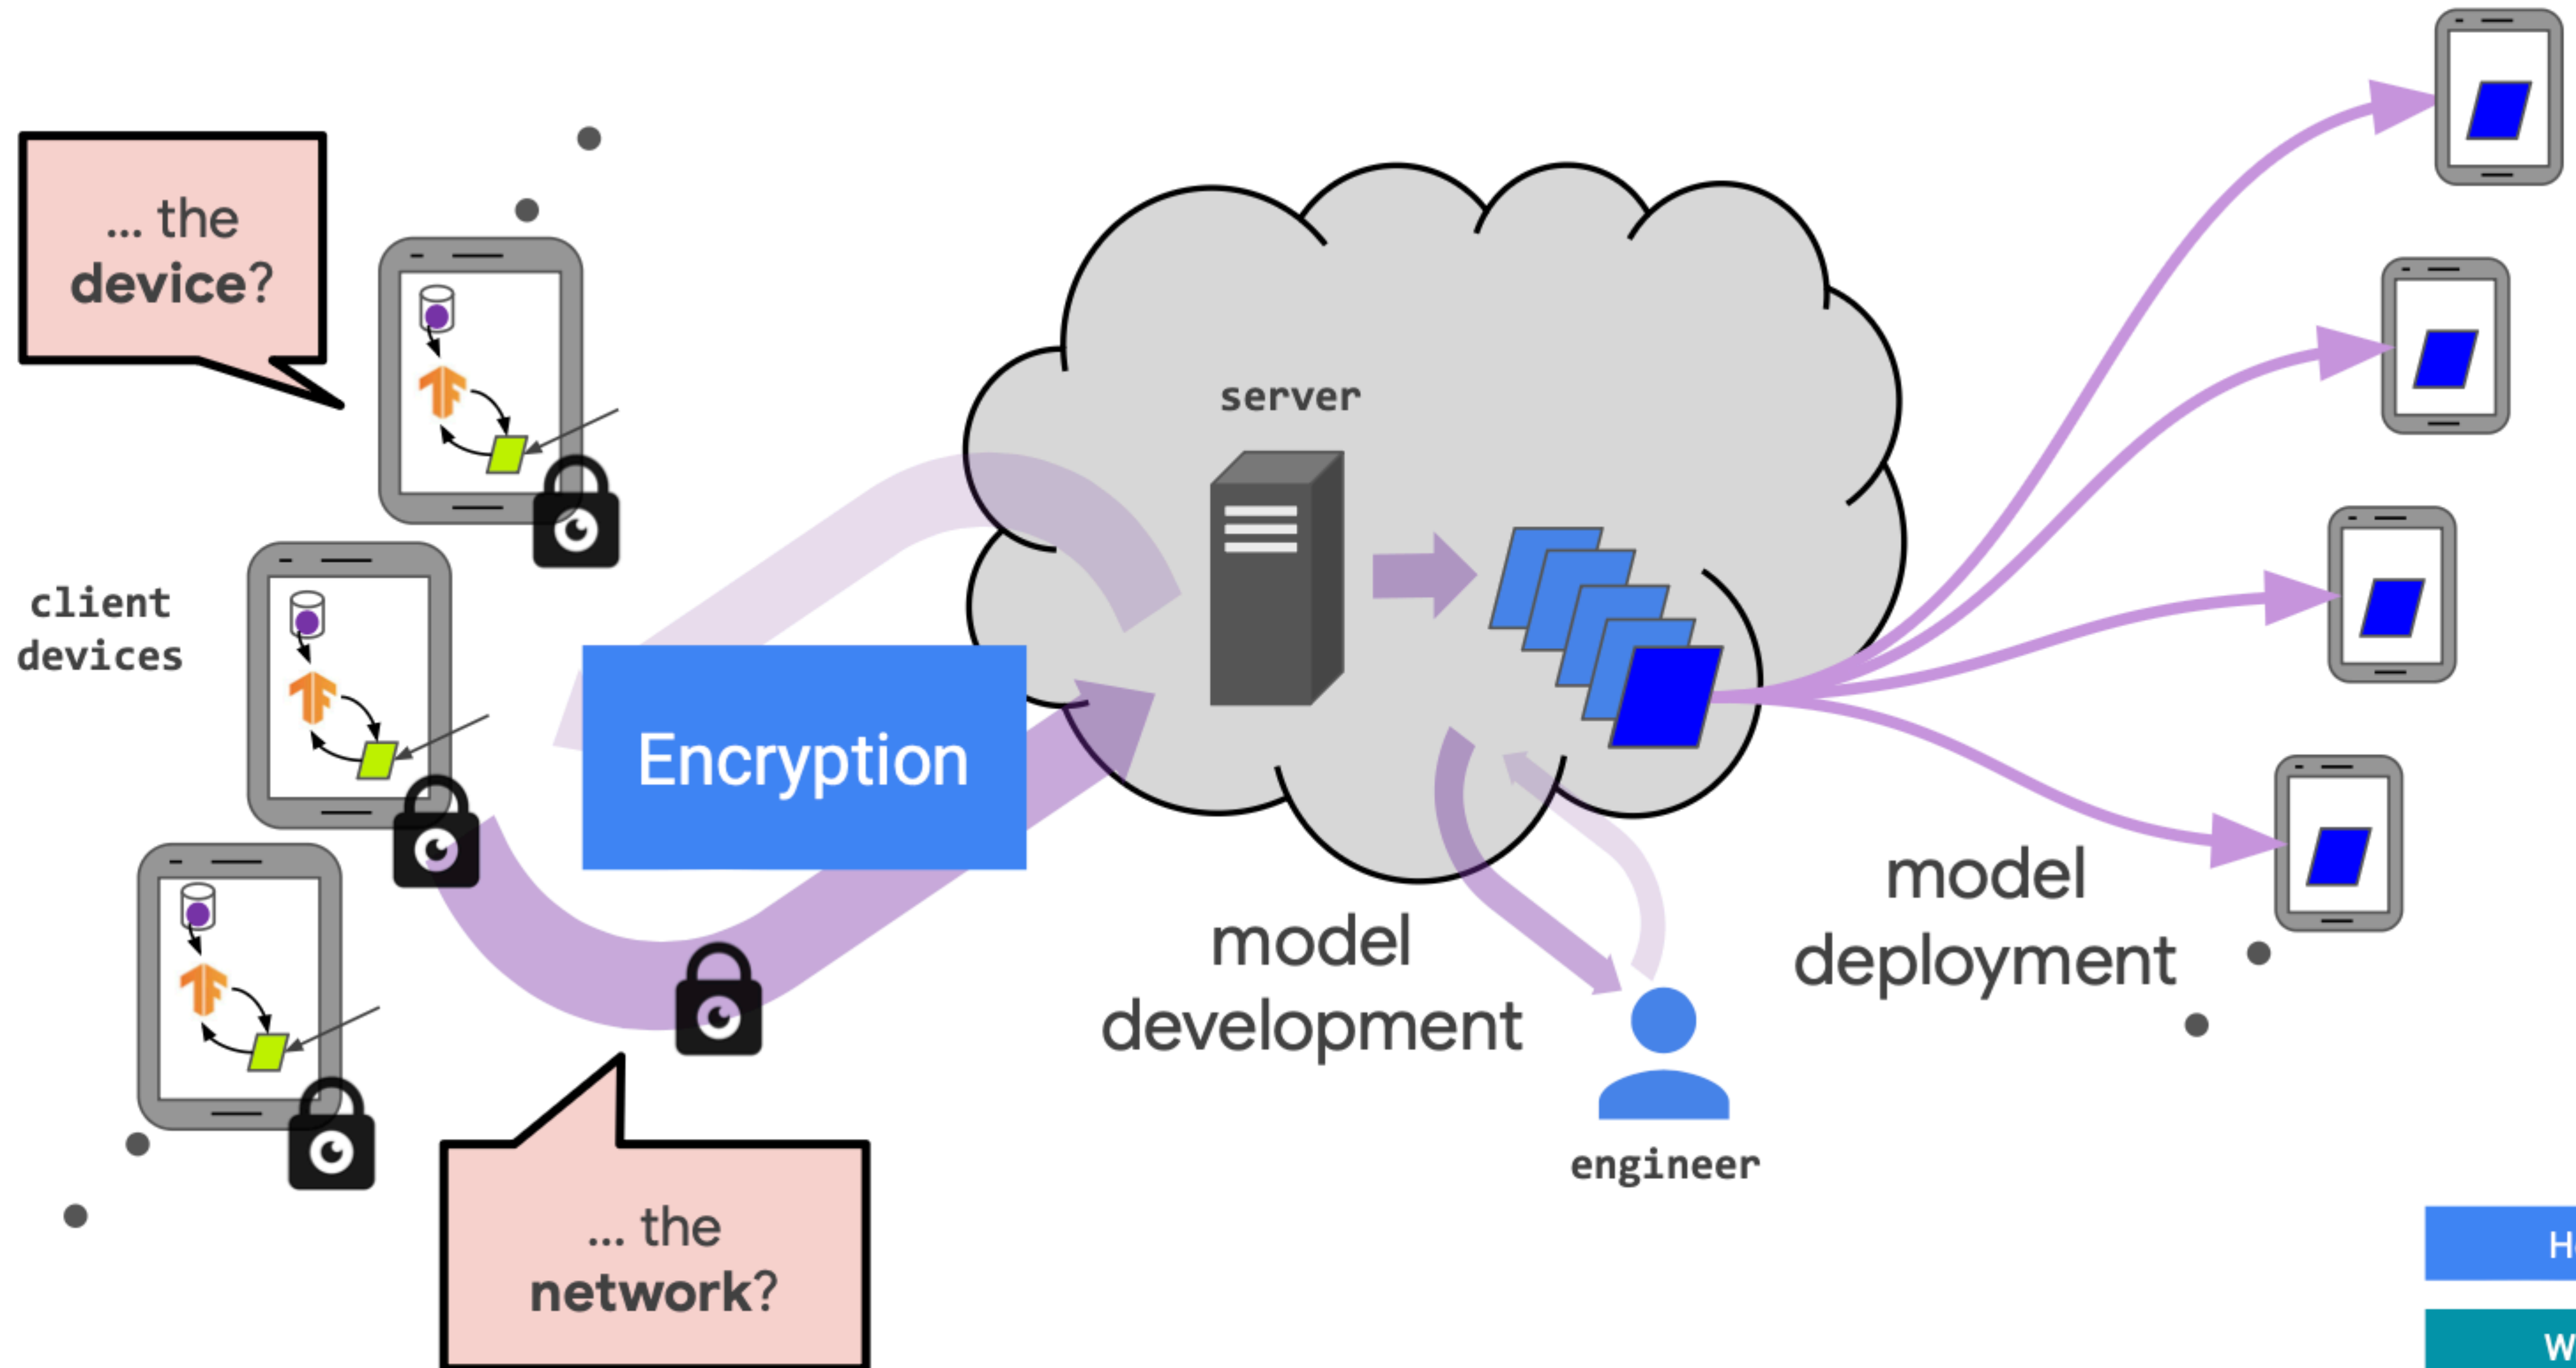 ... the
device?
client
devices
Encryption
server
model
development
model
deployment
engineer
... the
network?